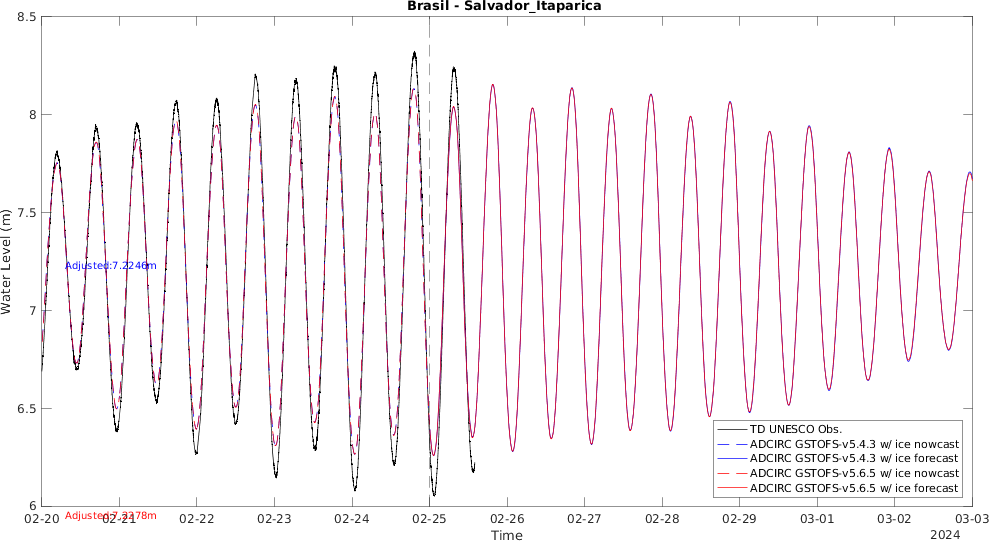 Brasil - Salvador_Itaparica
8.5
8
7.5
7
6.5
6
Water Level (m)
Adjusted:7.2246m
Adjusted:7.2278m
TD UNESCO Obs.
ADCIRC GSTOFS-v5.4.3 w/ ice nowcast
ADCIRC GSTOFS-v5.4.3 w/ ice forecast
ADCIRC GSTOFS-v5.6.5 w/ ice nowcast
ADCIRC GSTOFS-v5.6.5 w/ ice forecast
02-20 02-21 02-22 02-23 02-24 02-25 02-26 02-27 02-28 02-29 03-01 03-02 03-03
Time
2024